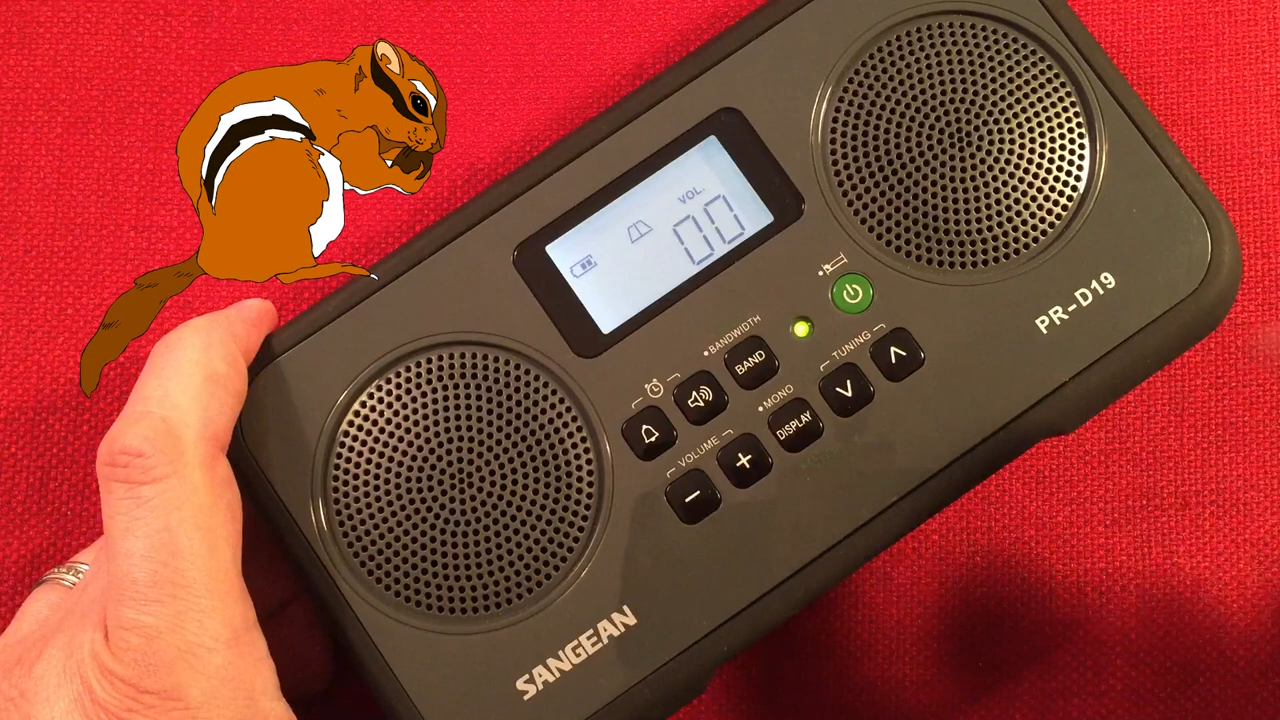 VOL.
00
BANDWIDTH
BAND
MONO
DISPLAY
TUNING
VOLUME
PR-D19
SANGEAN